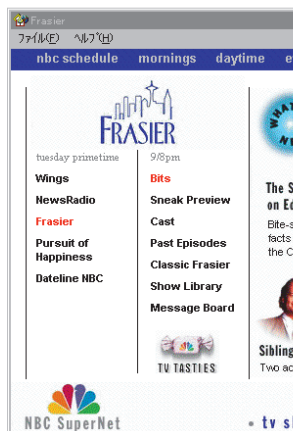 Frasier
ファイル(F) ヘルプ(H)
nbc schedule mornings daytime
FRASIER
tuesday primetime
Wings
NewsRadio
Frasier
Pursuit of
Happiness
Dateline NBC
9/8pm
Bits
Sneak Preview
Cast
Past Episodes
Classic Frasier
Show Library
Message Board
TV TASTIES
WHAT
The S
on Ed
Bite-s
facts
the C
Sibling
Two ac
NBC SuperNet
• tv s